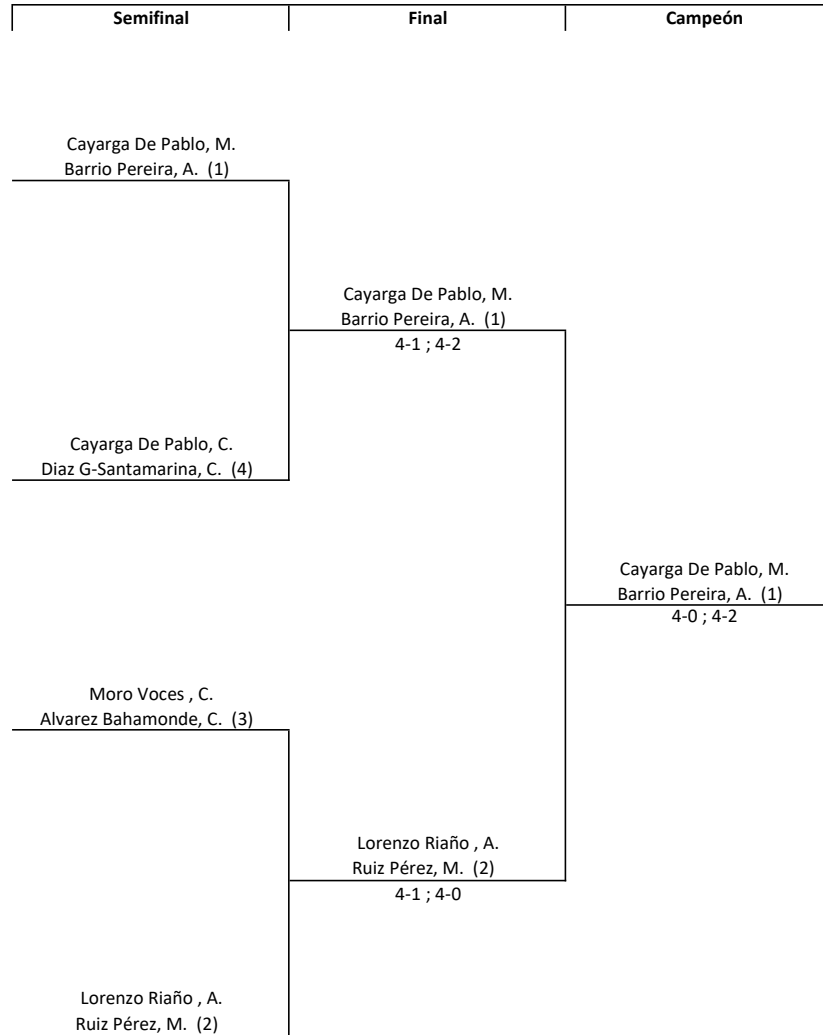 Semifinal Final Campeón
Cayarga De Pablo, M.
Barrio Pereira, A. (1)
Cayarga De Pablo, M.
Barrio Pereira, A. (1)
4-1 ; 4-2
Cayarga De Pablo, C.
Diaz G-Santamarina, C. (4)
Cayarga De Pablo, M.
Barrio Pereira, A. (1)
4-0 ; 4-2
Moro Voces , C.
Alvarez Bahamonde, C. (3)
Lorenzo Riaño , A.
Ruiz Pérez, M. (2)
4-1 ; 4-0
Lorenzo Riaño , A.
Ruiz Pérez, M. (2)